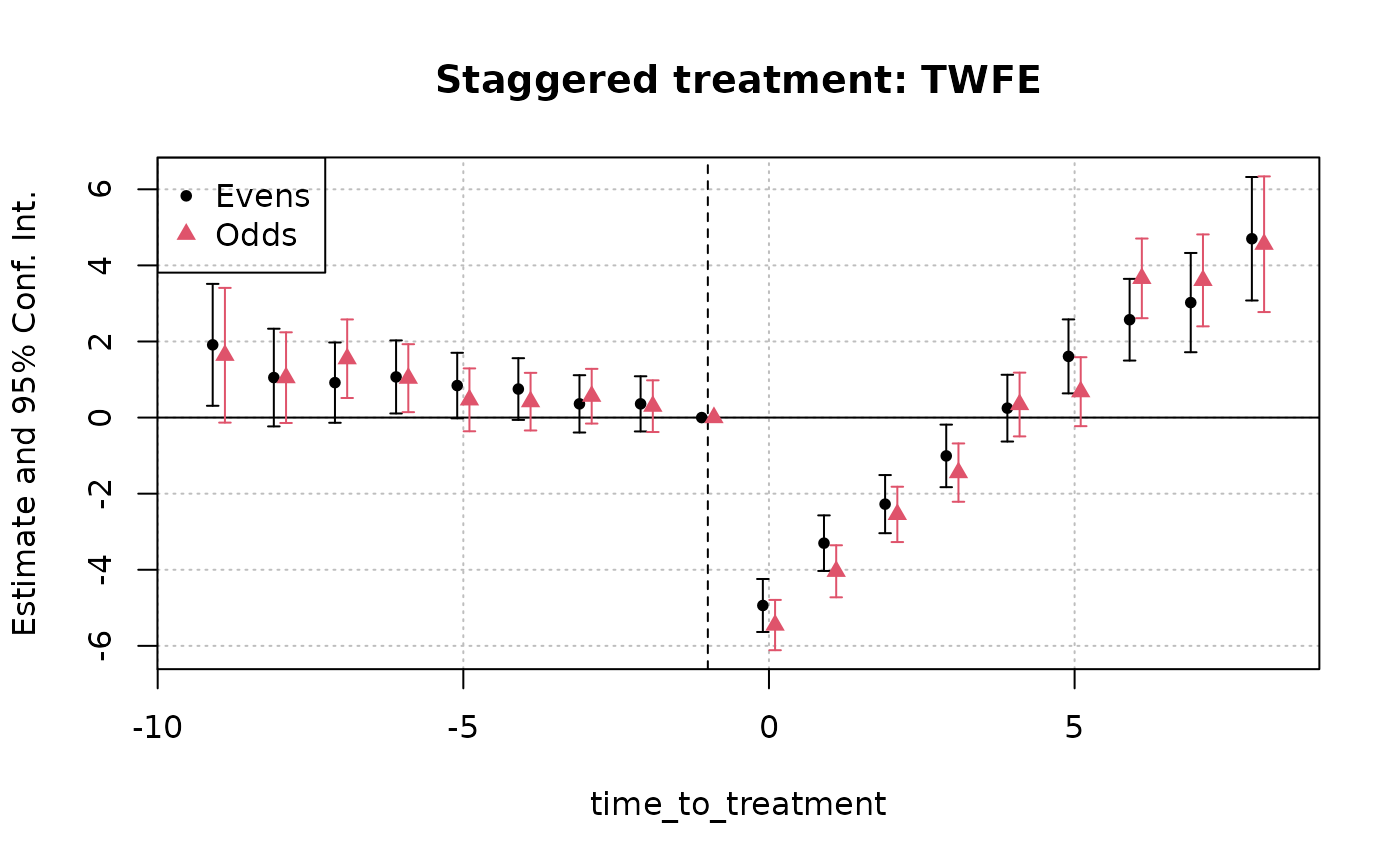 Staggered treatment: TWFE
Evens
Odds
Estimate and 95% Conf. Int.
6
4
2
0
-2
-4
-6
-10 -5 0 5
time_to_treatment